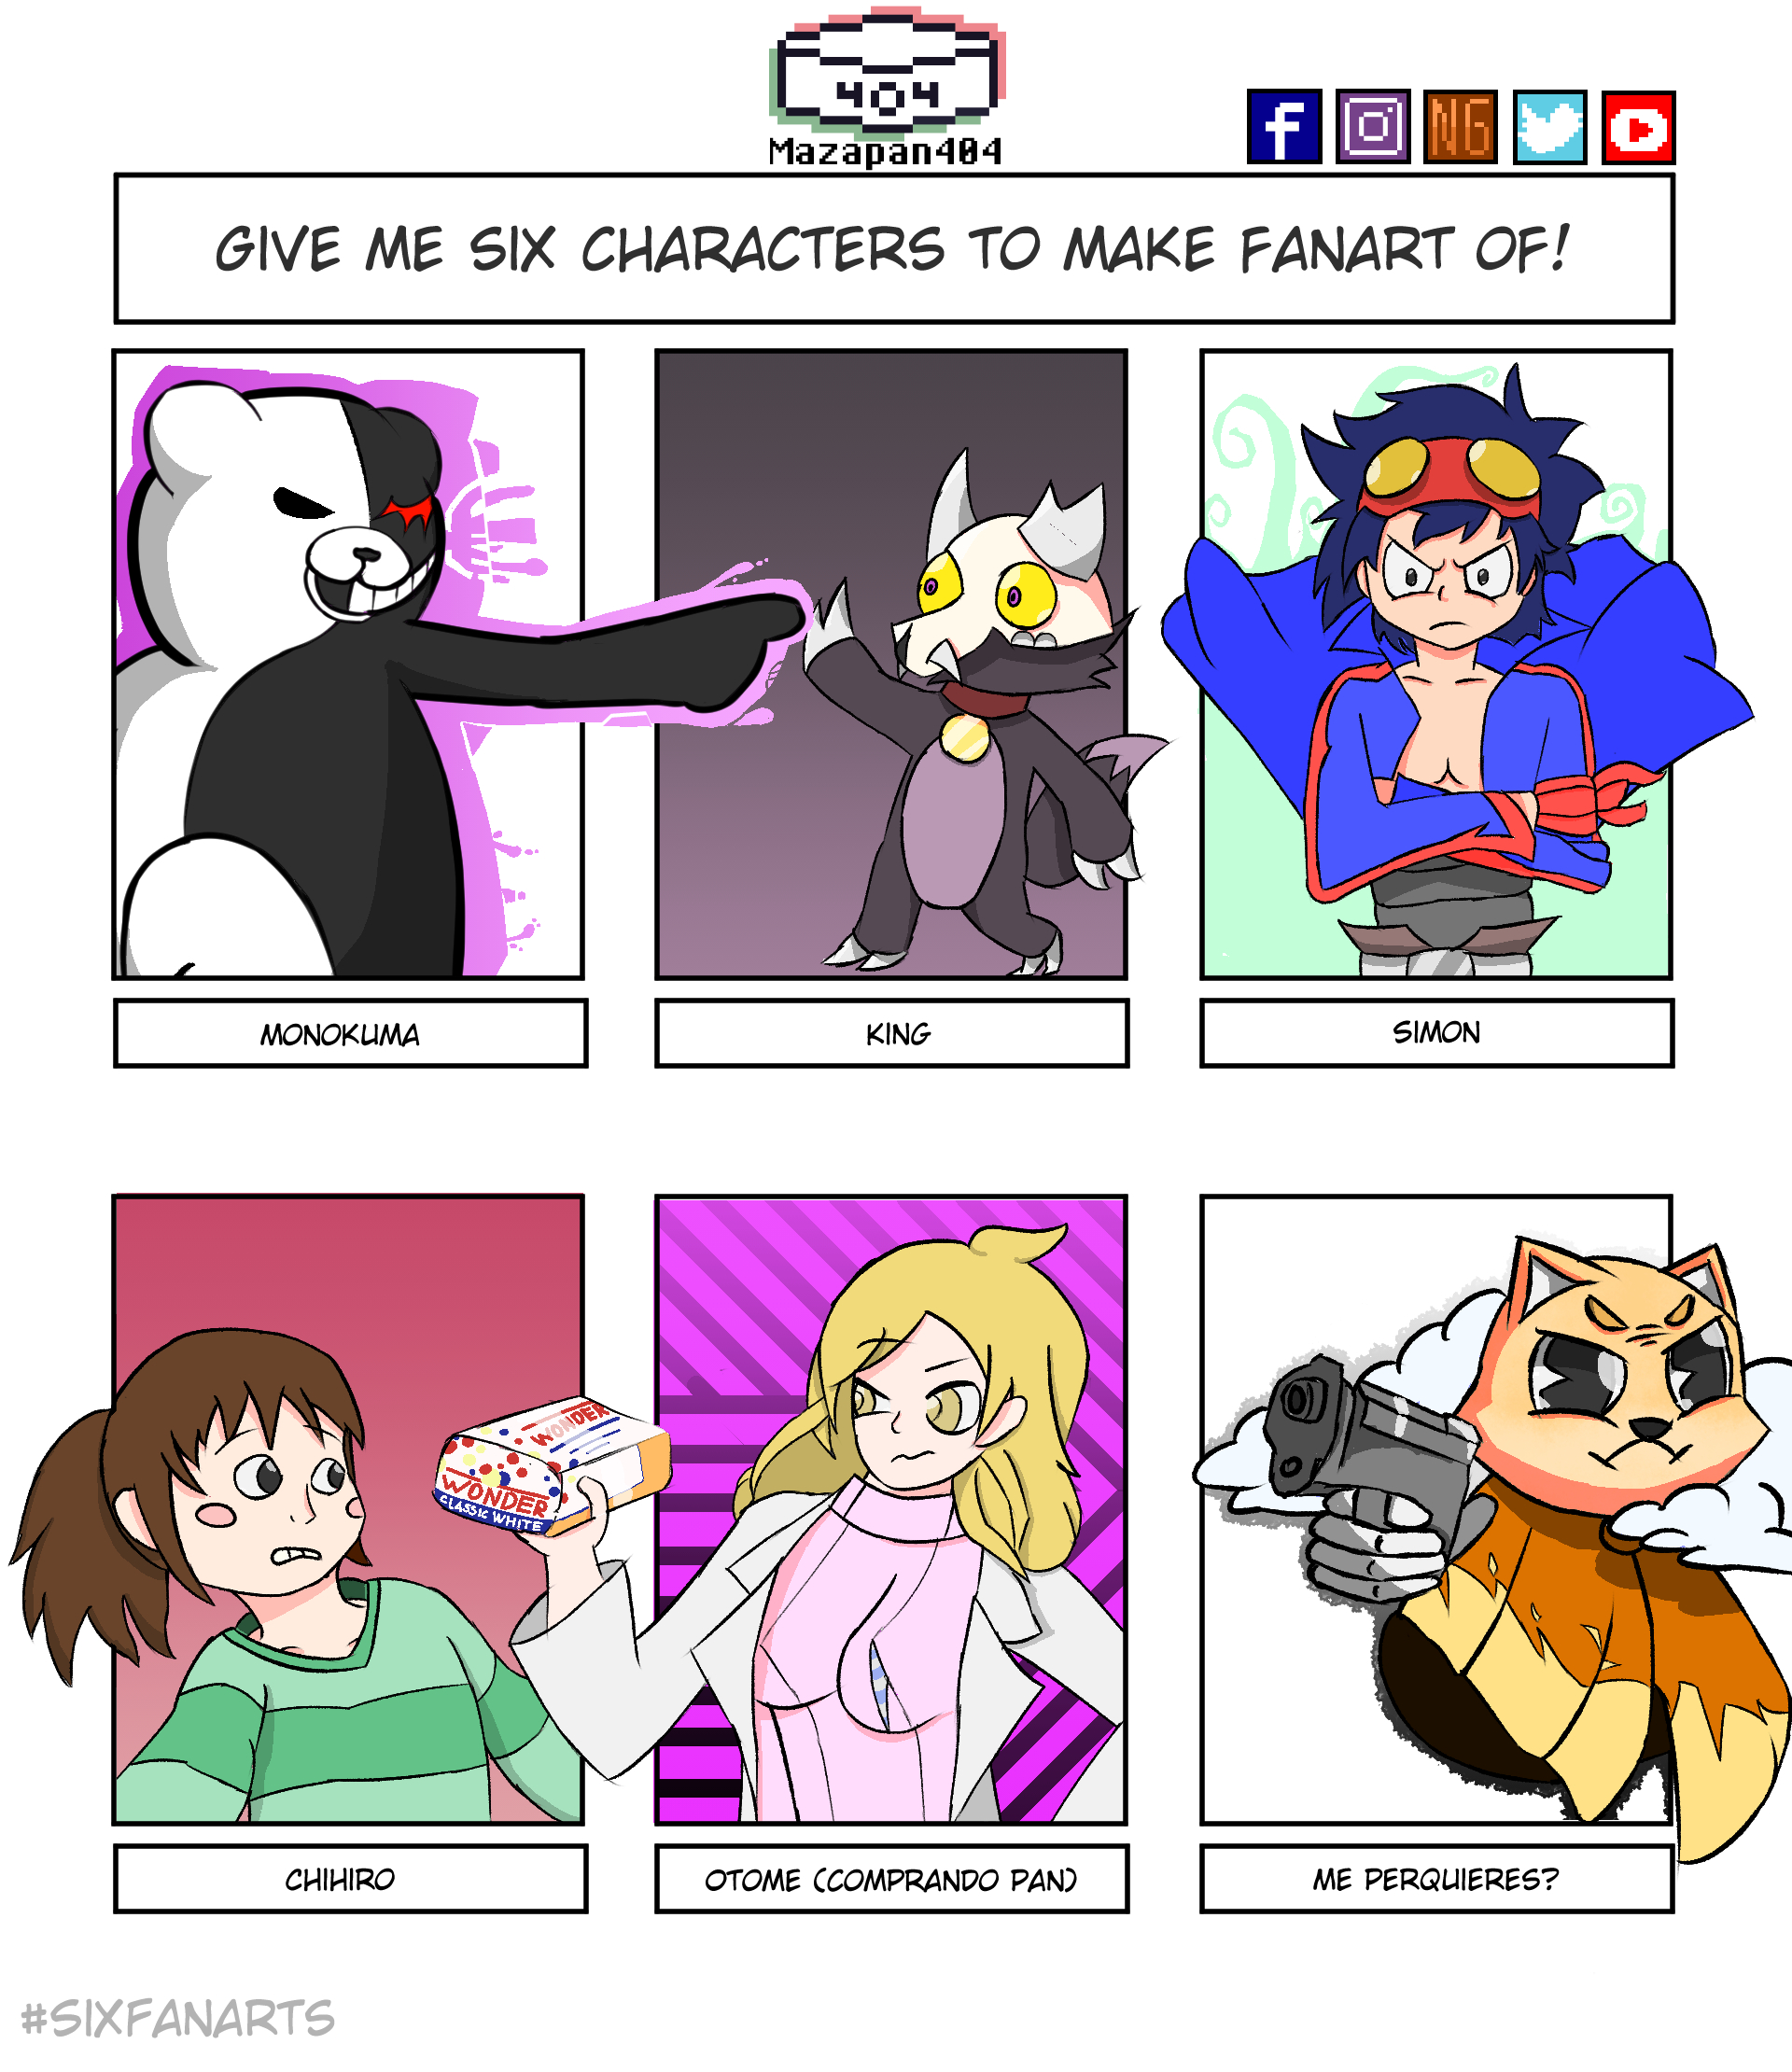 404
Mazapan404
f
NG
GIVE ME SIX CHARACTERS TO MAKE FANART OF!
MONOKUMA
KING
SIMON
WONDER
WONDER
CLASSIC WHITE
CHIHIRO
OTOME (COMPRANDO PAN)
ME PERQUIERES?
#SIXFANARTS